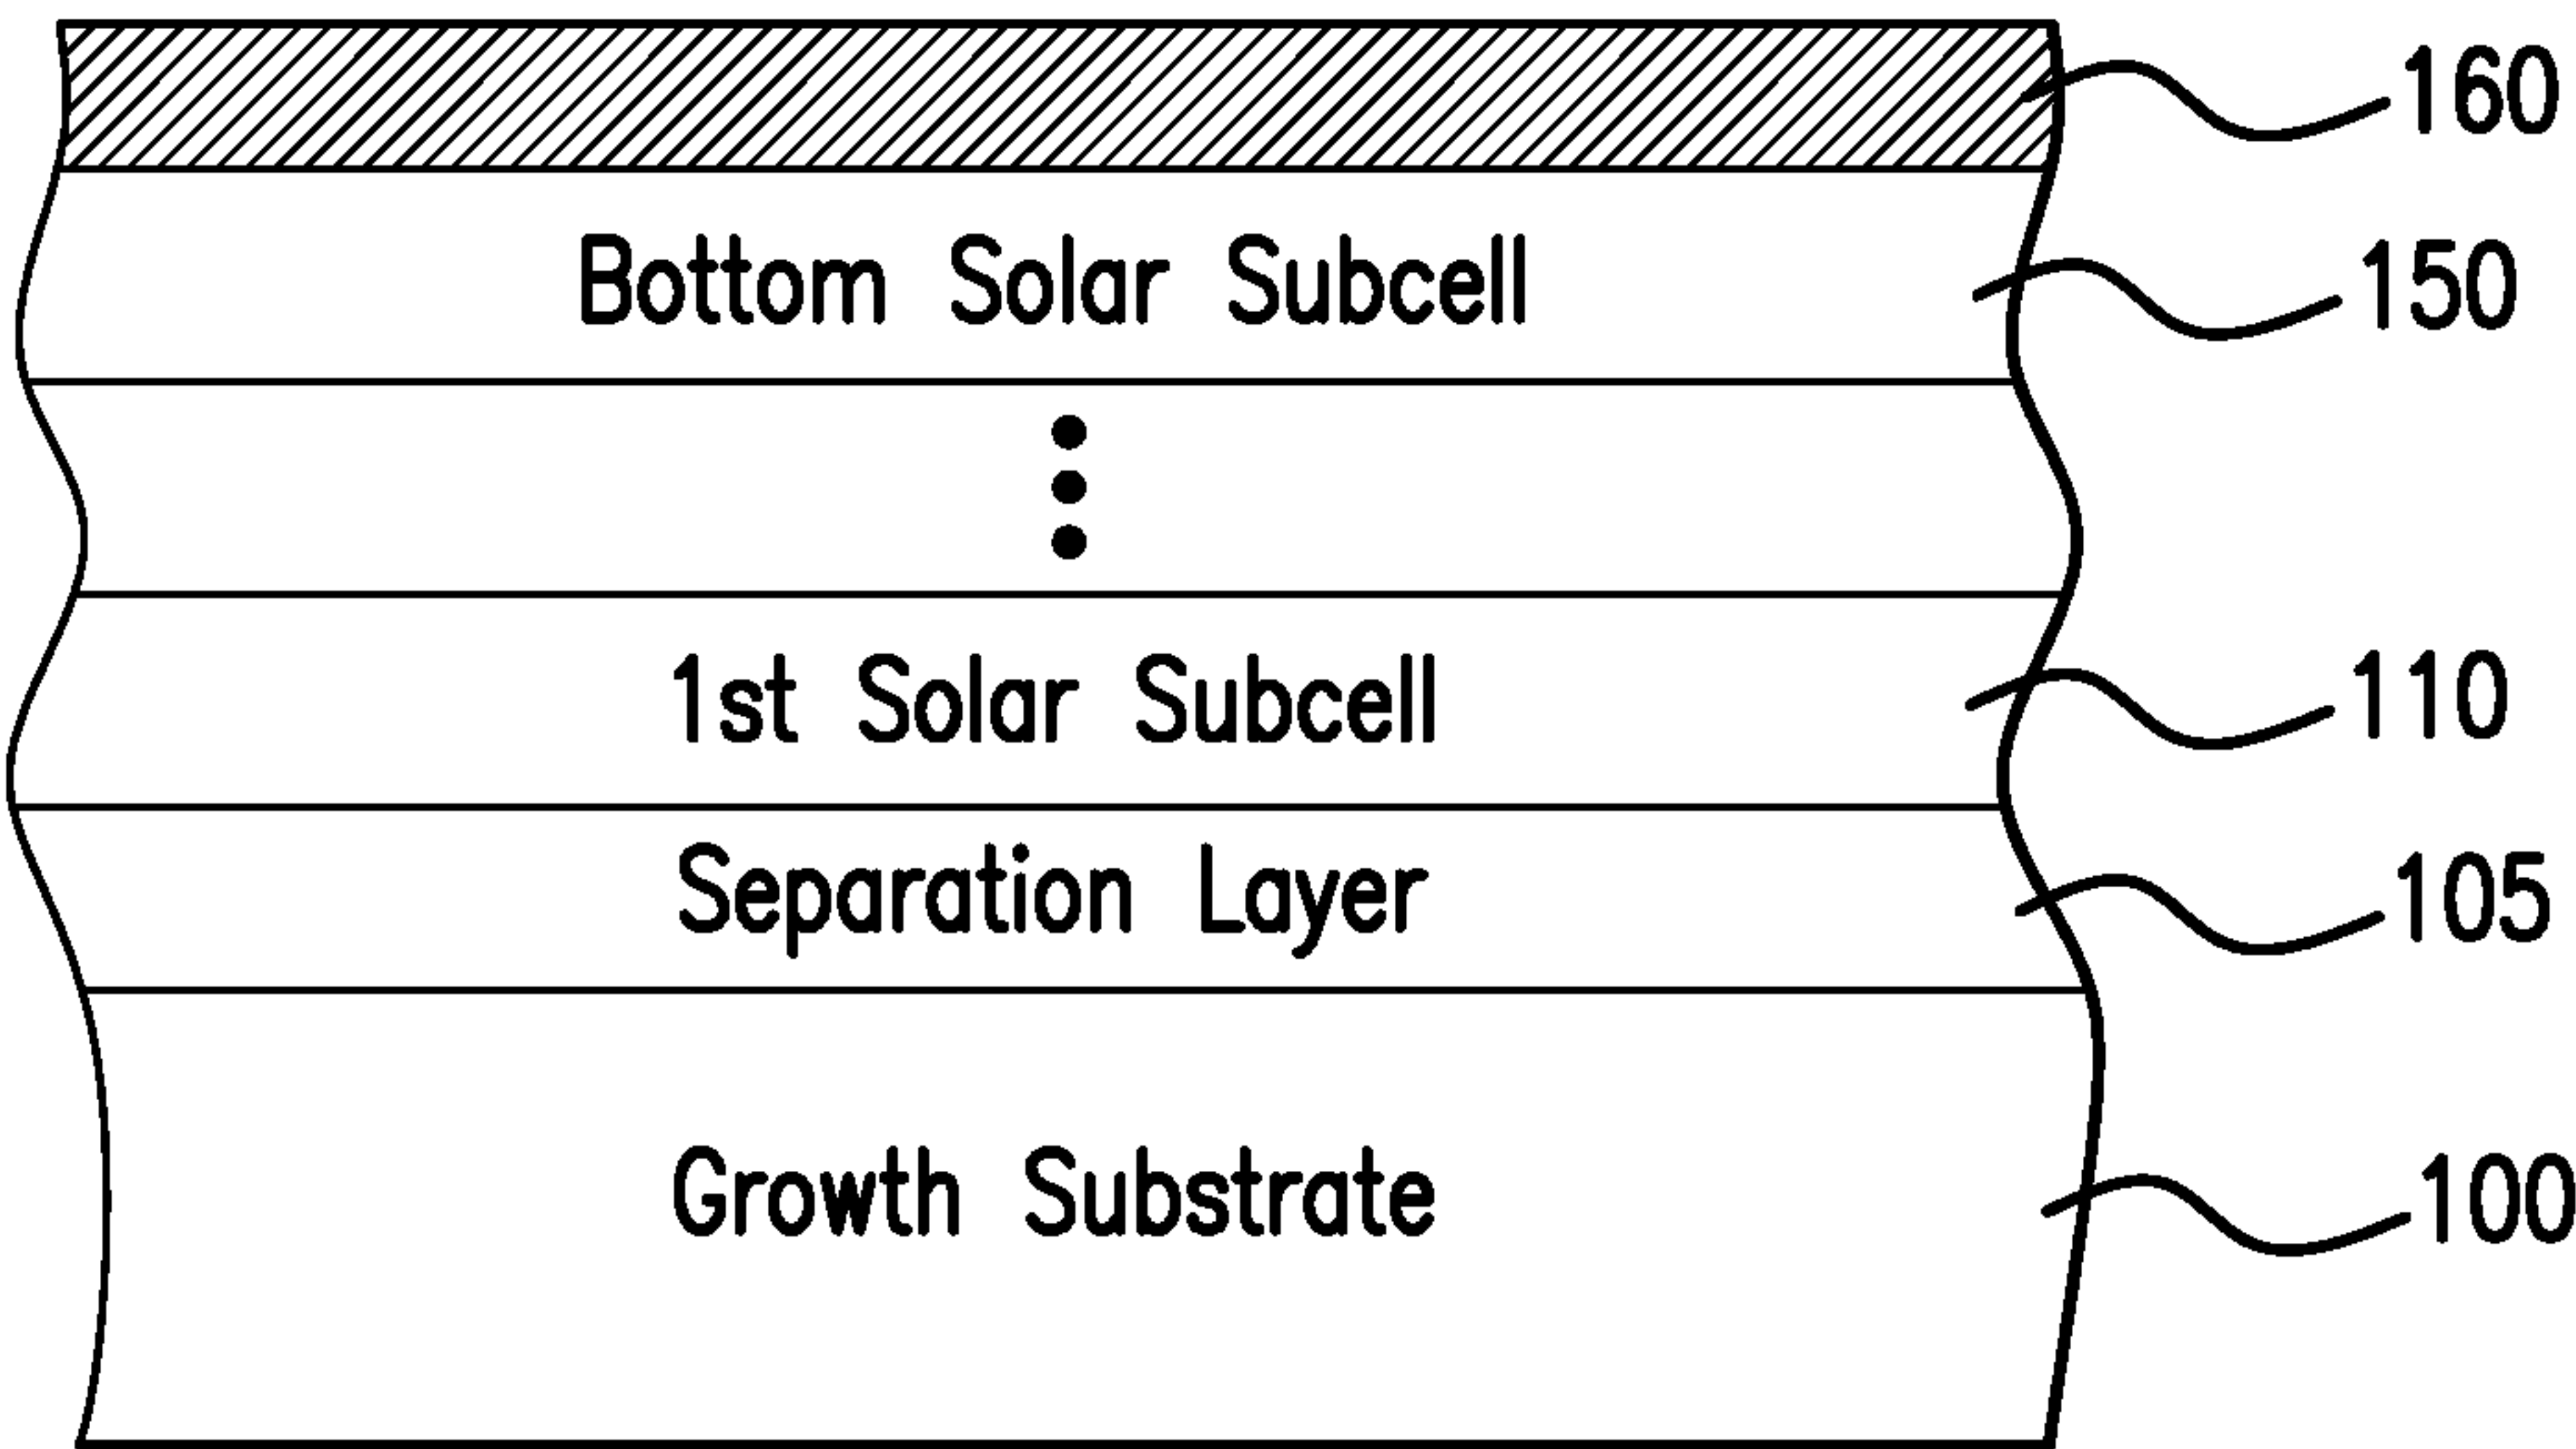 160
Bottom Solar Subcell 150
1st Solar Subcell 110
Separation Layer 105
Growth Substrate 100